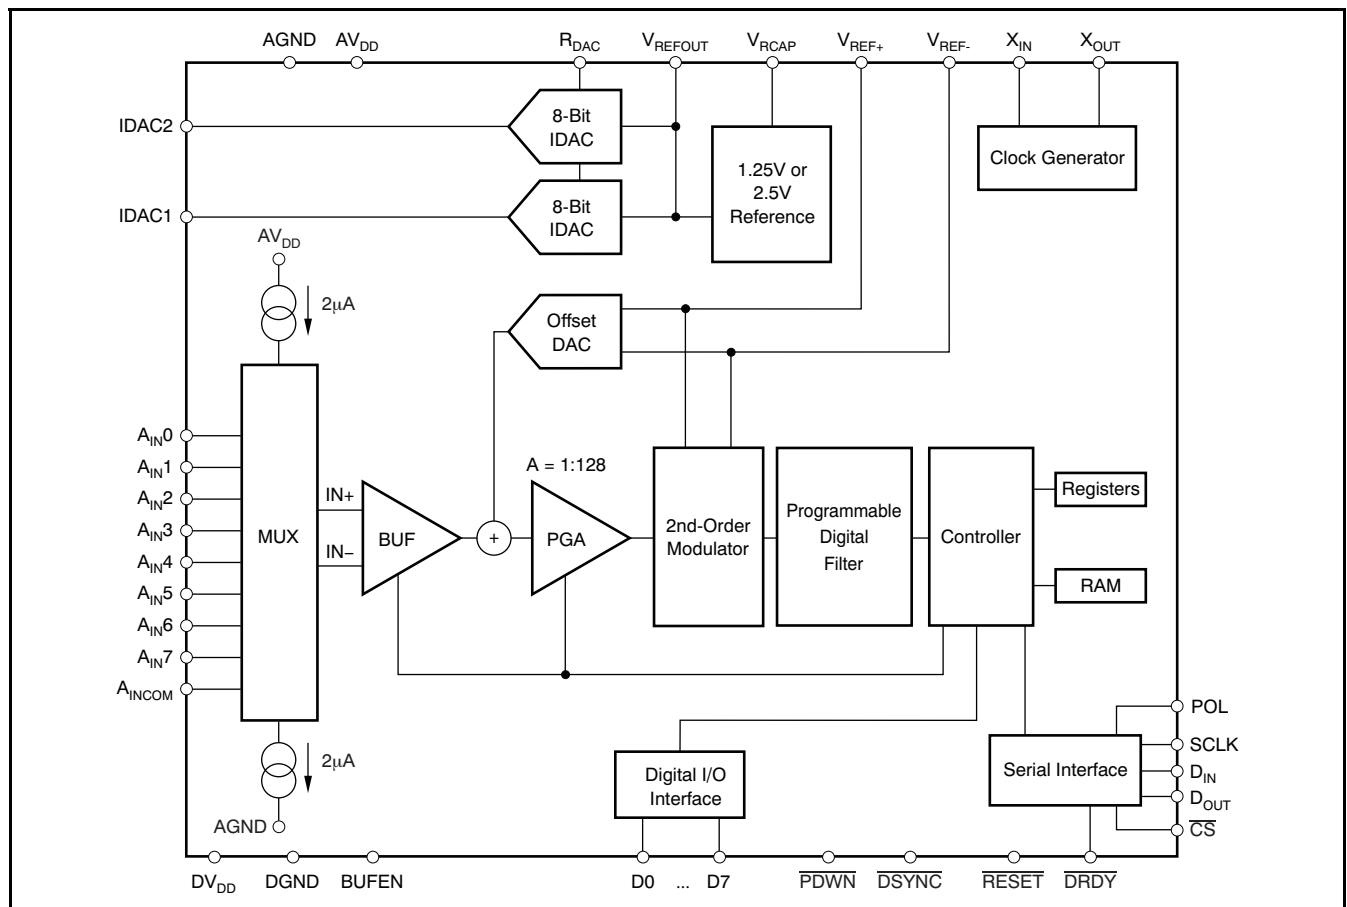 AGND
AVDD
RDAC
VREFOUT
VRCAP
VREF+
VREF-
XIN
XOUT
IDAC2
8-Bit
IDAC
1.25V or
2.5V
Reference
Clock Generator
IDAC1
8-Bit
IDAC
AVDD
2μA
Offset
DAC
AIN0
AIN1
AIN2
AIN3
AIN4
AIN5
AIN6
AIN7
AINCOM
MUX
IN+
IN−
BUF
+
A = 1:128
PGA
2nd-Order
Modulator
Programmable
Digital
Filter
Controller
Registers
RAM
2μA
AGND
Digital I/O
Interface
Serial Interface
POL
SCLK
DIN
DOUT
CS
DVDD
DGND
BUFEN
D0 ... D7
PDWN
DSYNC
RESET
DRDY